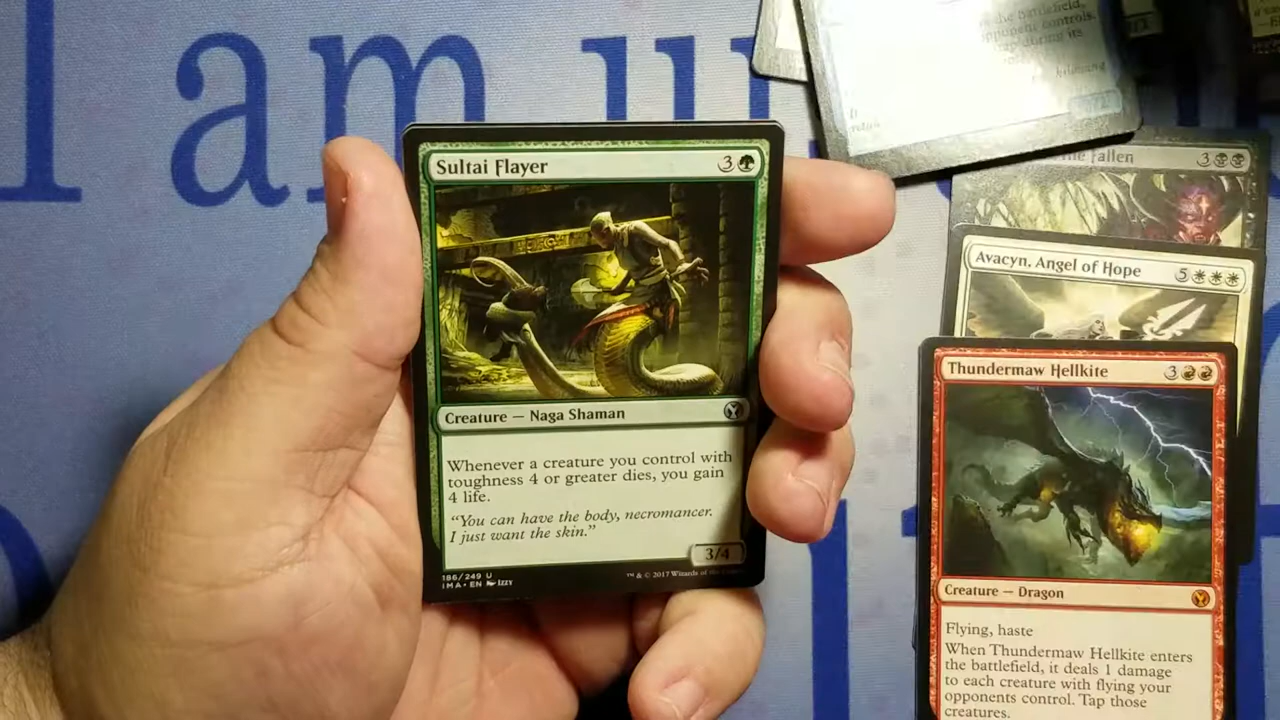 I am u
Sultai Flayer 3
Creature — Naga Shaman
Whenever a creature you control with
toughness 4 or greater dies, you gain
4 life.
“You can have the body, necromancer.
I just want the skin.”
3/4
186/249 U
IMA • EN Izzy
™ & © 2017 Wizards of the
the Battlefield,
opponent controls.
during its
It
the Fallen 3
Avacyn, Angel of Hope 5
Thundermaw Hellkite 3
Creature — Dragon
Flying, haste
When Thundermaw Hellkite enters
the battlefield, it deals 1 damage
to each creature with flying your
opponents control. Tap those
creatures.